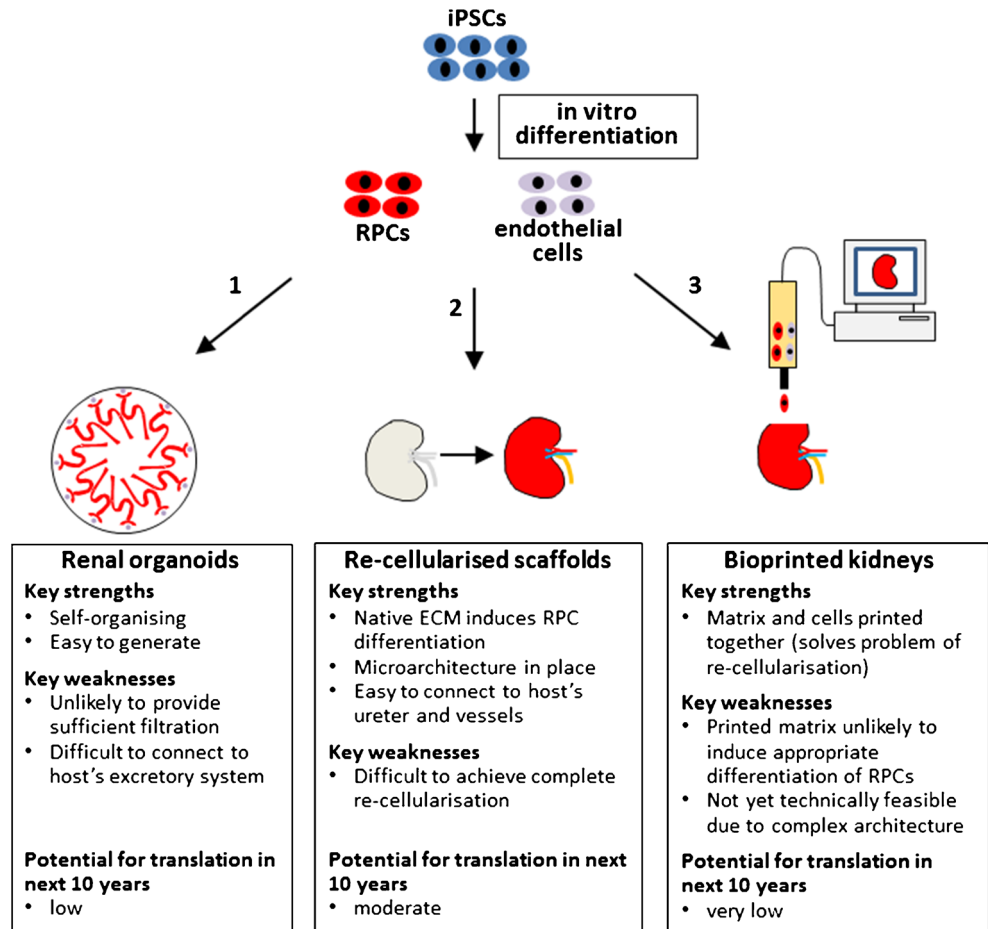 iPSCs
in vitro
differentiation
RPCs
endothelial
cells
1
2
3
Renal organoids
Key strengths
• Self-organising
• Easy to generate
Key weaknesses
• Unlikely to provide
sufficient filtration
• Difficult to connect to
host's excretory system
Potential for translation in
next 10 years
• low
Re-cellularised scaffolds
Key strengths
• Native ECM induces RPC
differentiation
• Microarchitecture in place
• Easy to connect to host's
ureter and vessels
Key weaknesses
• Difficult to achieve complete
re-cellularisation
Potential for translation in next
10 years
• moderate
Bioprinted kidneys
Key strengths
• Matrix and cells printed
together (solves problem of
re-cellularisation)
Key weaknesses
• Printed matrix unlikely to
induce appropriate
differentiation of RPCs
• Not yet technically feasible
due to complex architecture
Potential for translation in
next 10 years
• very low